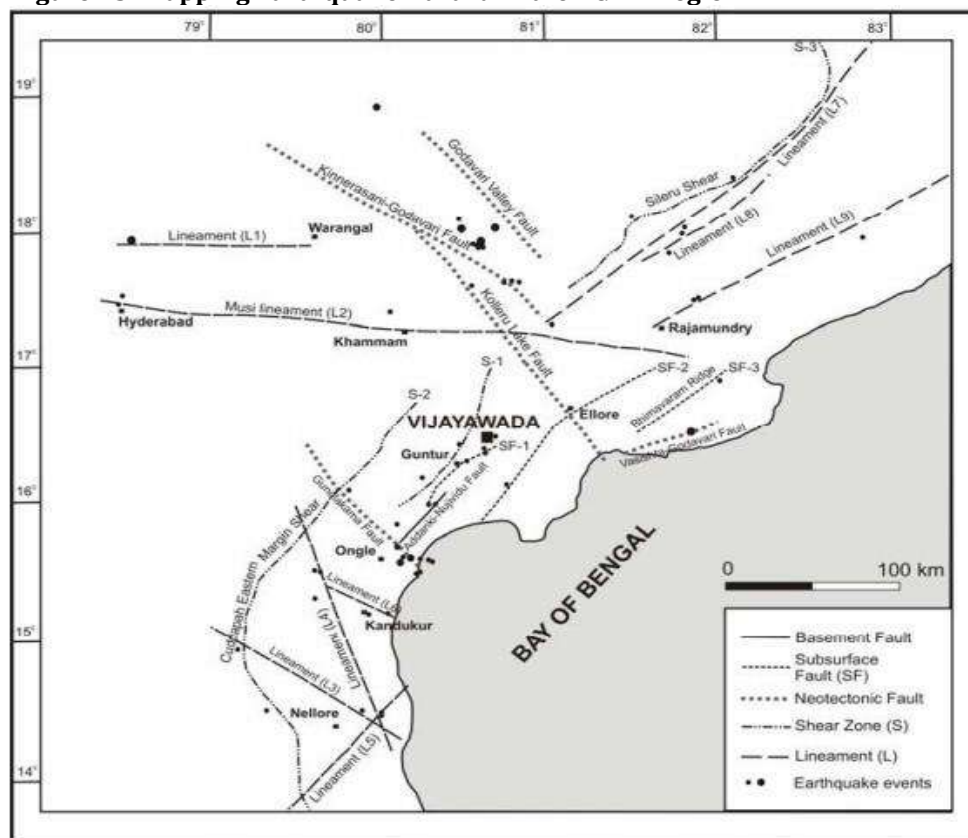 79°
80°
81°
82°
83°
19°
18°
17°
16°
15°
14°
S-3
Lineament (L7)
Godavari Valley Fault
Kinnerasani-Godavari Fault
Sileru Shear
Warangal
Lineament (L1)
Lineament (L8)
Lineament (L9)
Kolleru Lake Fault
Musi lineament (L2)
Hyderabad
Khammam
Rajamundry
S-1
SF-2
SF-3
S-2
Bhimavaram Ridge
Ellore
VIJAYAWADA
SF-1
Guntur
Addanki-Nujividu Fault
Gundlakama Fault
Cuddapah Eastern Margin Shear
Ongle
Lineament (L6)
Kandukur
Lineament (L4)
Lineament (L3)
Nellore
Lineament (L5)
BAY OF BENGAL
0 100 km
Basement Fault
Subsurface
Fault (SF)
Neotectonic Fault
Shear Zone (S)
Lineament (L)
Earthquake events